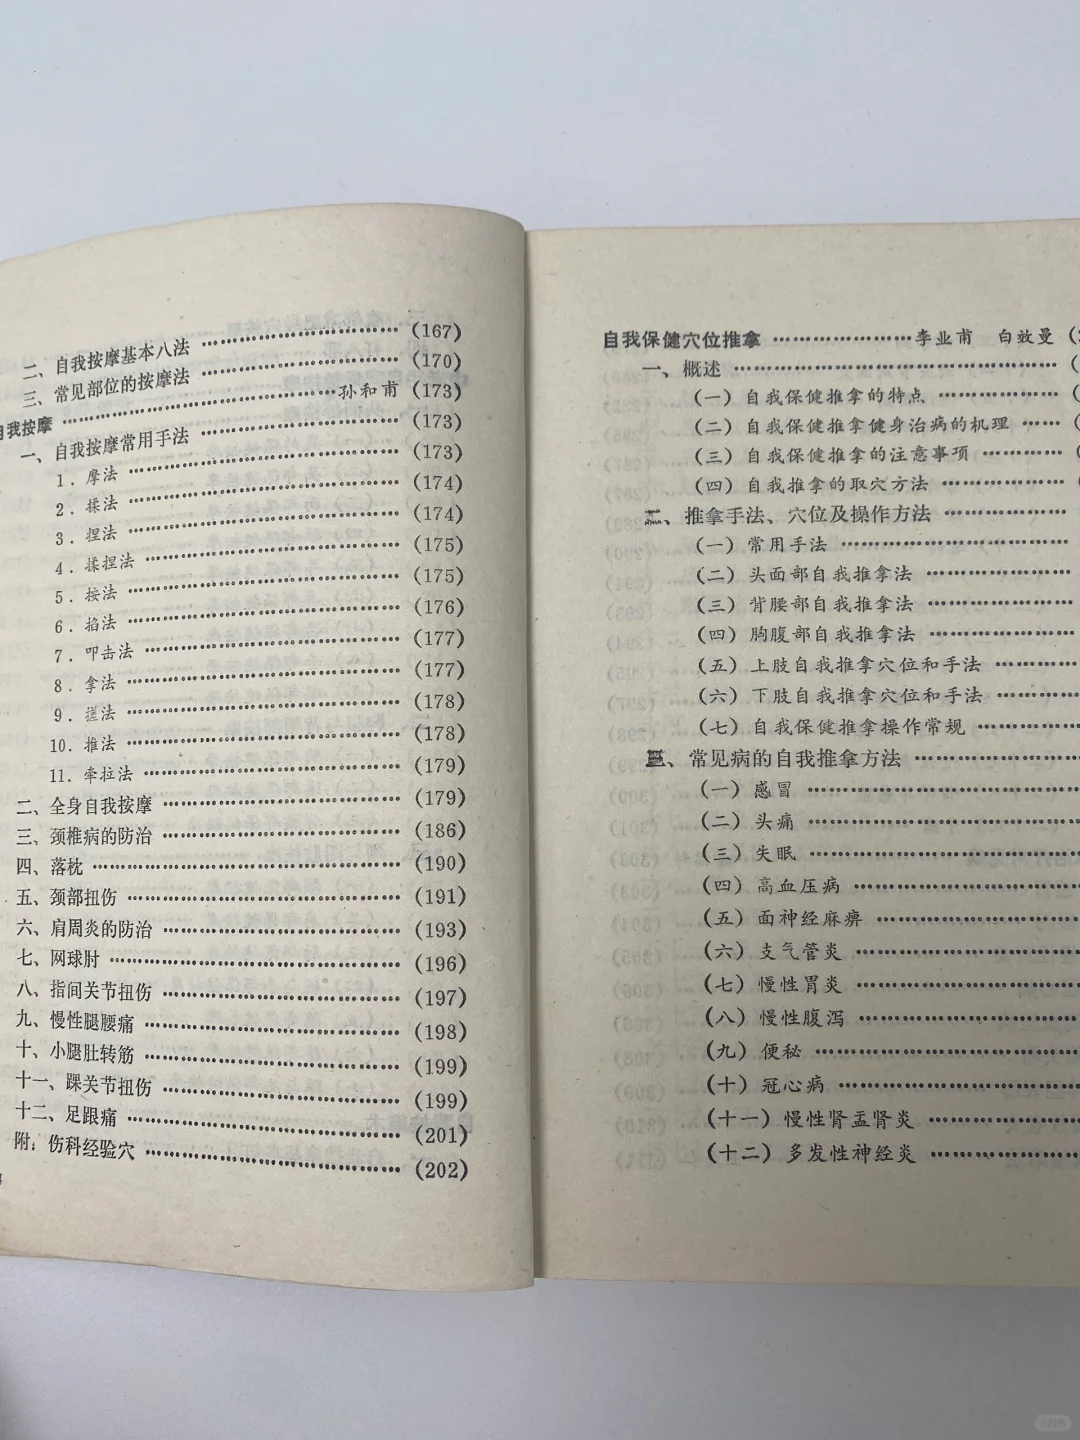 二、自我按摩基本八法 ……………………(167)
三、常见部位的按摩法 ……………………(170)
自我按摩 ……………………孙和甫 (173)
一、自我按摩常用手法 ……………………(173)
1. 摩法 ……………………(173)
2. 揉法 ……………………(174)
3. 捏法 ……………………(174)
4. 揉捏法 ……………………(175)
5. 按法 ……………………(175)
6. 掐法 ……………………(176)
7. 叩击法 ……………………(177)
8. 拿法 ……………………(177)
9. 搓法 ……………………(178)
10. 推法 ……………………(178)
11. 牵拉法 ……………………(179)
二、全身自我按摩 ……………………(179)
三、颈椎病的防治 ……………………(186)
四、落枕 ……………………(190)
五、颈部扭伤 ……………………(191)
六、肩周炎的防治 ……………………(193)
七、网球肘 ……………………(196)
八、指间关节扭伤 ……………………(197)
九、慢性腿腰痛 ……………………(198)
十、小腿肚转筋 ……………………(199)
十一、踝关节扭伤 ……………………(199)
十二、足跟痛 ……………………(201)
附：伤科经验穴 ……………………(202)
自我保健穴位推拿 ……………………李业甫 白效曼
一、概述 ……………………
(一) 自我保健推拿的特点 ……………………
(二) 自我保健推拿健身治病的机理 ……
(三) 自我保健推拿的注意事项 ……………
(四) 自我推拿的取穴方法 ……………………
二、推拿手法、穴位及操作方法 ……………………
(一) 常用手法 ……………………
(二) 头面部自我推拿法 ……………………
(三) 背腰部自我推拿法 ……………………
(四) 胸腹部自我推拿法 ……………………
(五) 上肢自我推拿穴位和手法 ……………
(六) 下肢自我推拿穴位和手法 ……………
(七) 自我保健推拿操作常规 ……………
三、常见病的自我推拿方法 ……………………
(一) 感冒 ……………………
(二) 头痛 ……………………
(三) 失眠 ……………………
(四) 高血压病 ……………………
(五) 面神经麻痹 ……………………
(六) 支气管炎 ……………………
(七) 慢性胃炎 ……………………
(八) 慢性腹泻 ……………………
(九) 便秘 ……………………
(十) 冠心病 ……………………
(十一) 慢性肾盂肾炎 ……………………
(十二) 多发性神经炎 ……………………